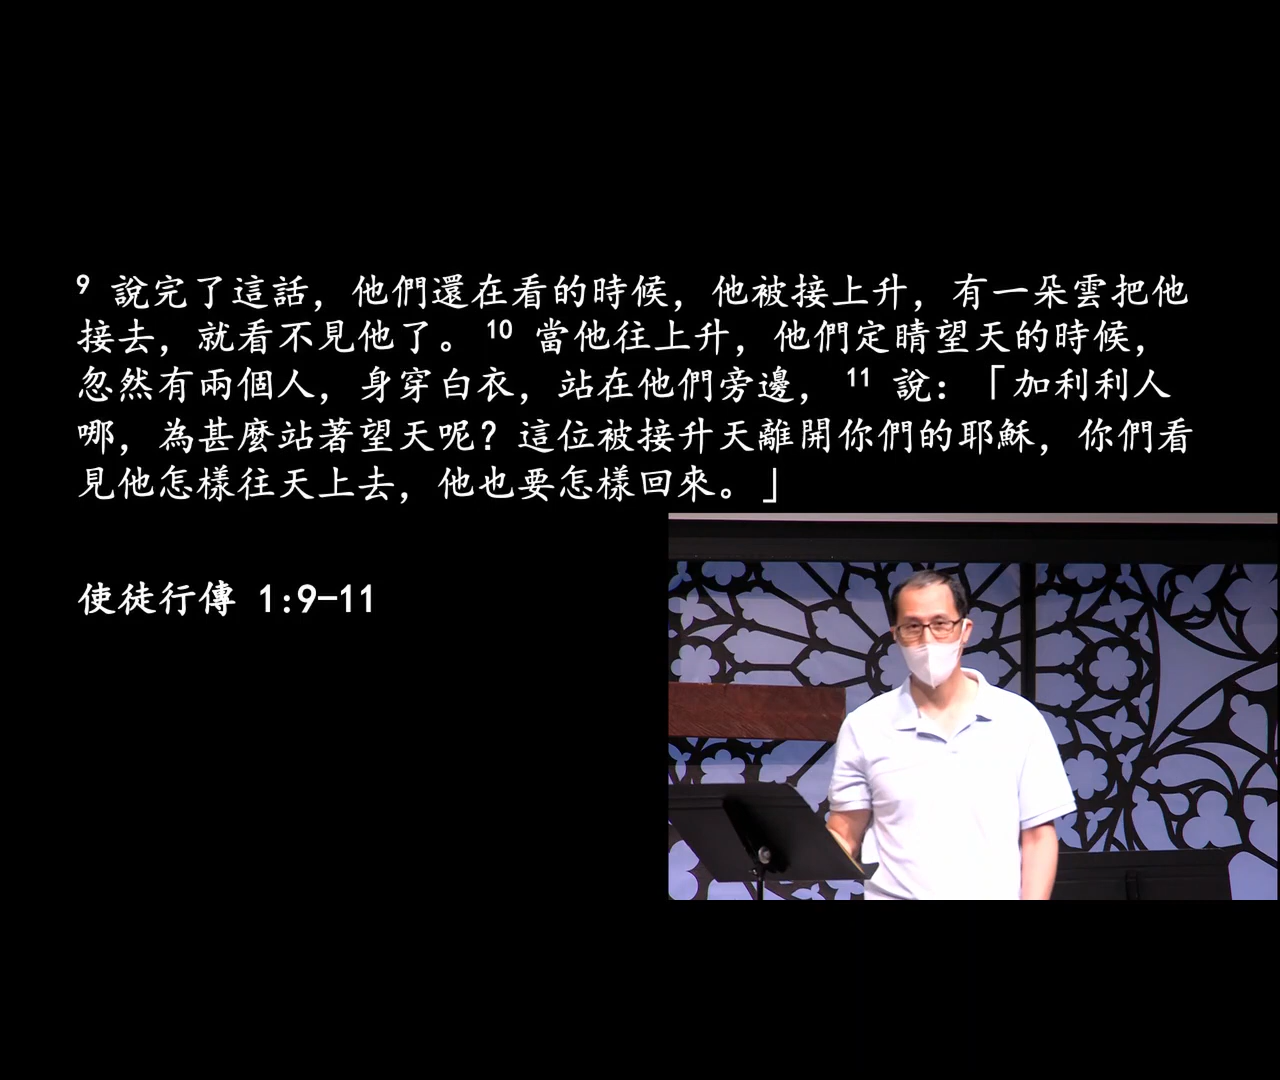 9 說完了這話，他們還在看的時候，他被接上升，有一朵雲把他
接去，就看不見他了。10 當他往上升，他們定睛望天的時候，
忽然有兩個人，身穿白衣，站在他們旁邊，11 說：「加利利人
哪，為甚麼站著望天呢？這位被接升天離開你們的耶穌，你們看
見他怎樣往天上去，他也要怎樣回來。」
使徒行傳 1:9-11